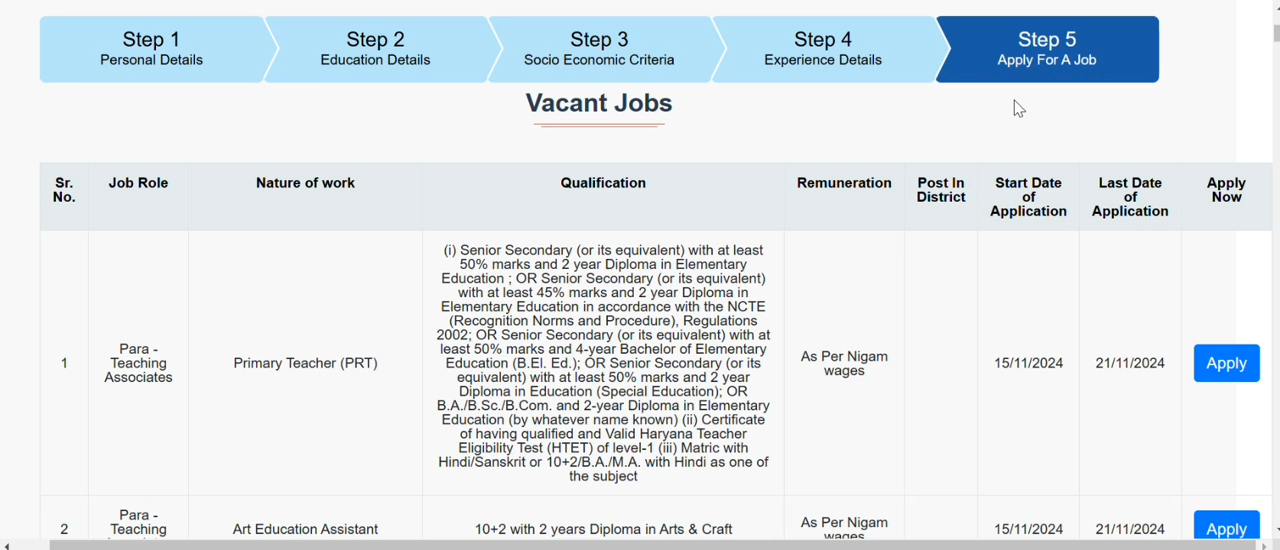 Step 1
Personal Details
Step 2
Education Details
Step 3
Socio Economic Criteria
Step 4
Experience Details
Step 5
Apply For A Job
Vacant Jobs
Sr.
No.
Job Role
Nature of work
Qualification
Remuneration
Post In
District
Start Date
of
Application
Last Date
of
Application
Apply
Now
1
Para -
Teaching
Associates
Primary Teacher (PRT)
(i) Senior Secondary (or its equivalent) with at least
50% marks and 2 year Diploma in Elementary
Education ; OR Senior Secondary (or its equivalent)
with at least 45% marks and 2 year Diploma in
Elementary Education in accordance with the NCTE
(Recognition Norms and Procedure), Regulations
2002; OR Senior Secondary (or its equivalent) with at
least 50% marks and 4-year Bachelor of Elementary
Education (B.El. Ed.); OR Senior Secondary (or its
equivalent) with at least 50% marks and 2 year
Diploma in Education (Special Education); OR
B.A./B.Sc./B.Com. and 2-year Diploma in Elementary
Education (by whatever name known) (ii) Certificate
of having qualified and Valid Haryana Teacher
Eligibility Test (HTET) of level-1 (iii) Matric with
Hindi/Sanskrit or 10+2/B.A./M.A. with Hindi as one of
the subject
As Per Nigam
wages
15/11/2024
21/11/2024
Apply
2
Para -
Teaching
Art Education Assistant
10+2 with 2 years Diploma in Arts & Craft
As Per Nigam
wages
15/11/2024
21/11/2024
Apply